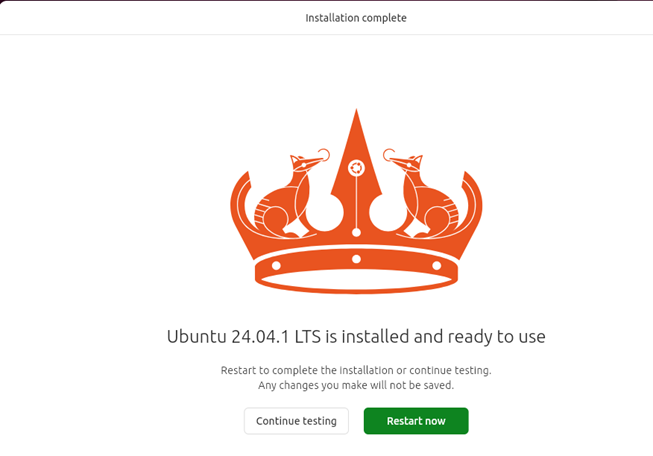 Installation complete
Ubuntu 24.04.1 LTS is installed and ready to use
Restart to complete the installation or continue testing.
Any changes you make will not be saved.
Continue testing
Restart now